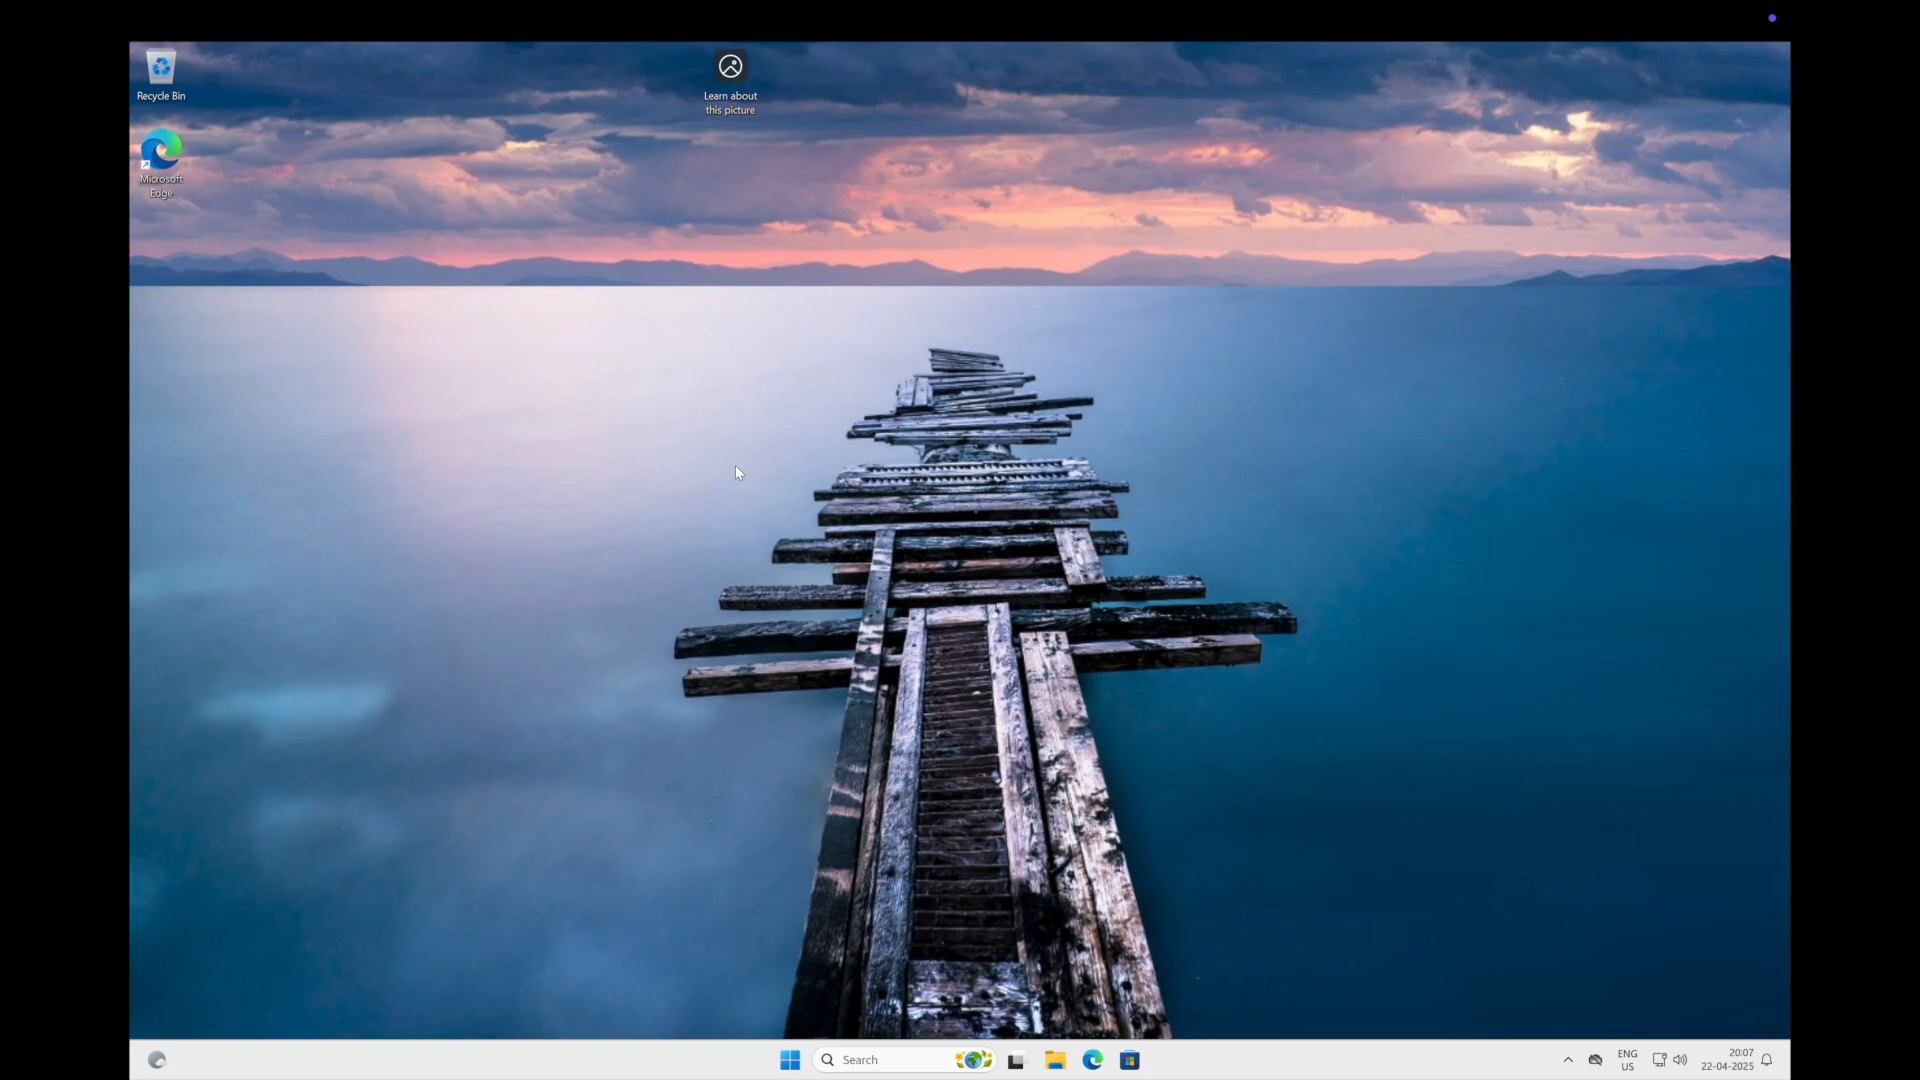 Recycle Bin
Learn about
this picture
Microsoft
Edge
Search
ENG
US
20:07
22-04-2025